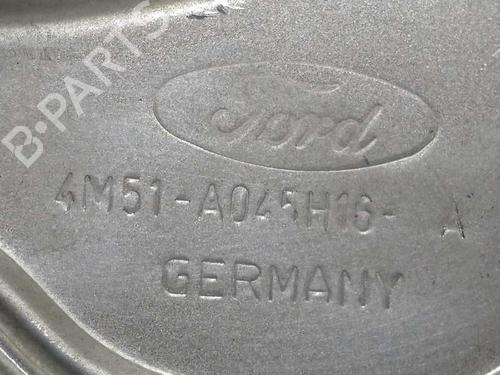 B-PARTS
Ford
4M51-A045H16- A
GERMANY